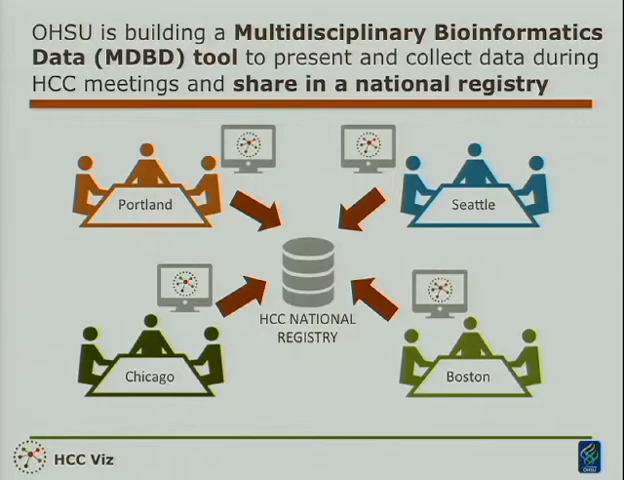 OHSU is building a Multidisciplinary Bioinformatics
Data (MDBD) tool to present and collect data during
HCC meetings and share in a national registry
Portland
Seattle
HCC NATIONAL
REGISTRY
Chicago
Boston
HCC Viz
OHSU